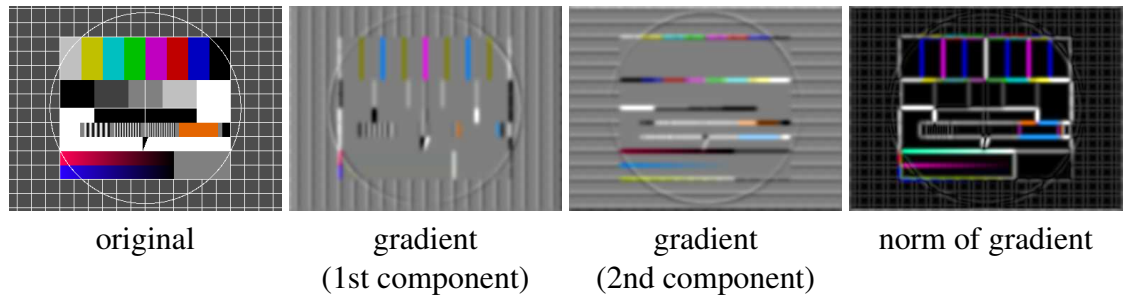 original
gradient
(1st component)
gradient
(2nd component)
norm of gradient